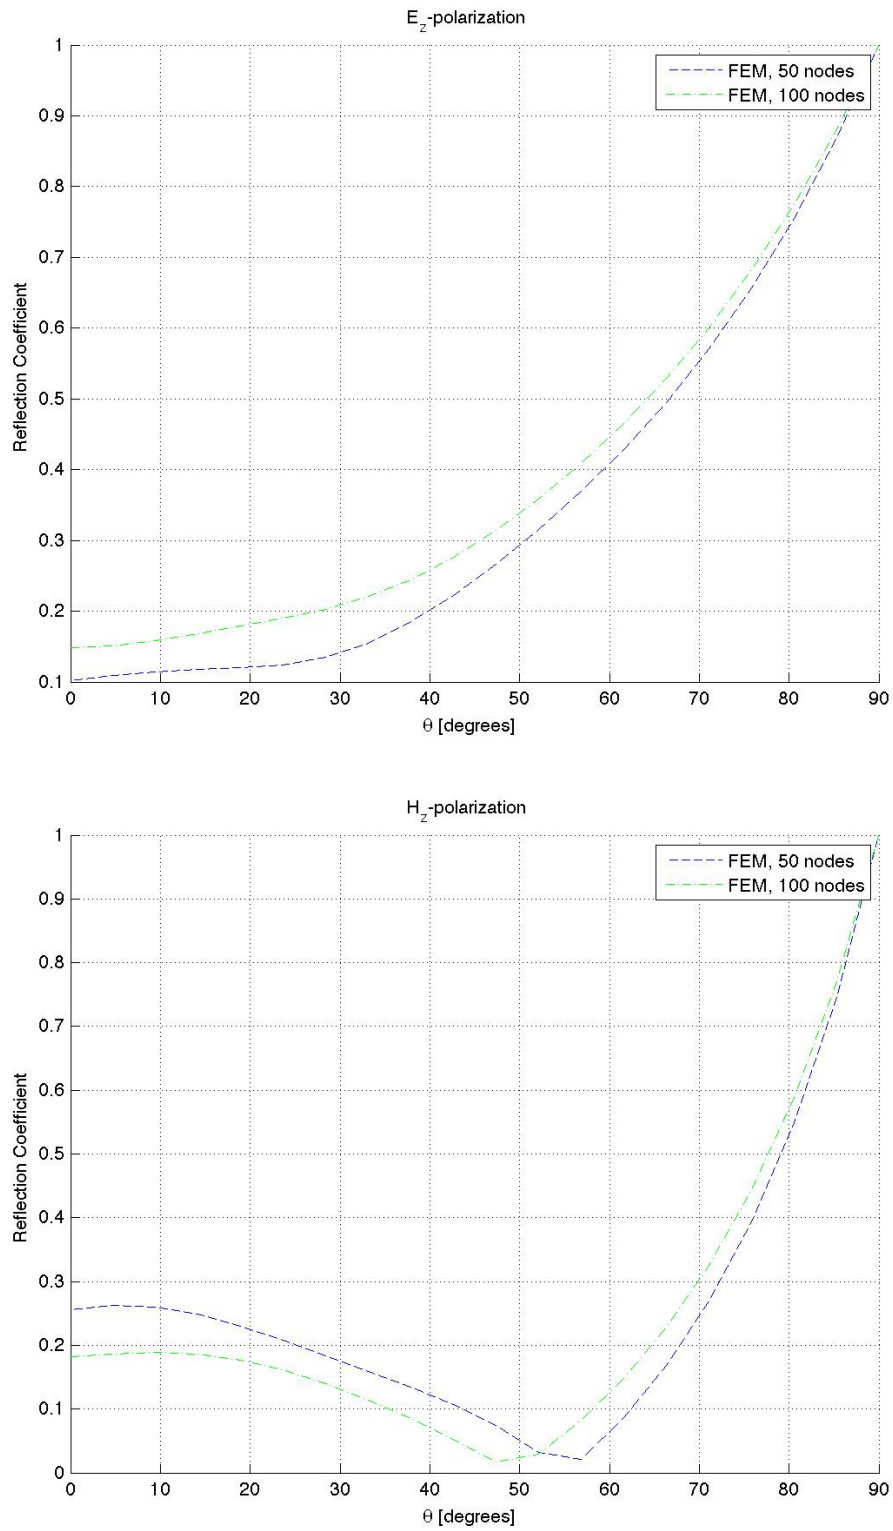 E_z-polarization
1
0.9
0.8
0.7
0.6
0.5
0.4
0.3
0.2
0.1
Reflection Coefficient
FEM, 50 nodes
FEM, 100 nodes
0 10 20 30 40 50 60 70 80 90
θ [degrees]
H_z-polarization
1
0.9
0.8
0.7
0.6
0.5
0.4
0.3
0.2
0.1
0
Reflection Coefficient
FEM, 50 nodes
FEM, 100 nodes
0 10 20 30 40 50 60 70 80 90
θ [degrees]